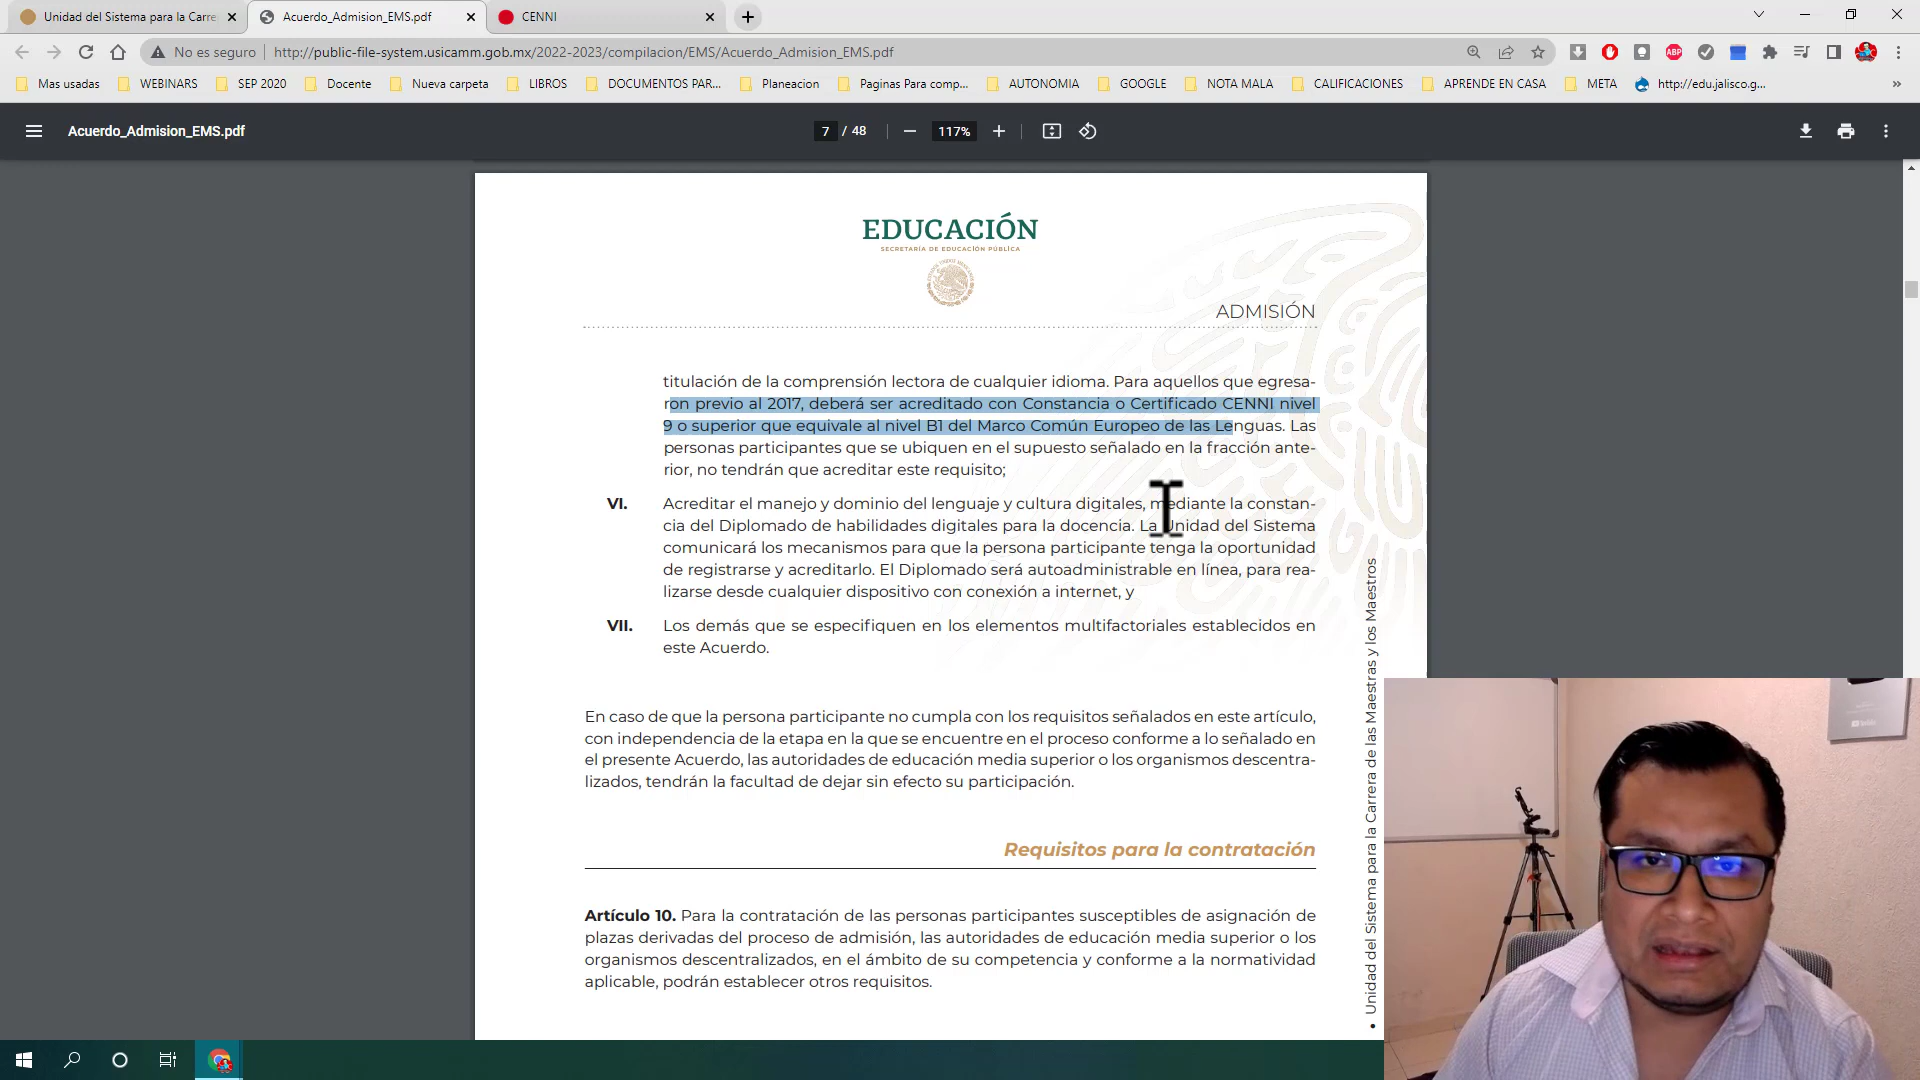 Unidad del Sistema para la Carre
Acuerdo_Admision_EMS.pdf
CENNI
No es seguro
http://public-file-system.usicamm.gob.mx/2022-2023/compilacion/EMS/Acuerdo_Admision_EMS.pdf
ABP
Mas usadas
WEBINARS
SEP 2020
Docente
Nueva carpeta
LIBROS
DOCUMENTOS PAR...
Planeacion
Paginas Para comp...
AUTONOMIA
GOOGLE
NOTA MALA
CALIFICACIONES
APRENDE EN CASA
META
http://edu.jalisco.g...
Acuerdo_Admision_EMS.pdf
7 / 48
117%
EDUCACIÓN
SECRETARÍA DE EDUCACIÓN PÚBLICA
ADMISIÓN
titulación de la comprensión lectora de cualquier idioma. Para aquellos que egresa-
ron previo al 2017, deberá ser acreditado con Constancia o Certificado CENNI nivel
9 o superior que equivale al nivel B1 del Marco Común Europeo de las Lenguas. Las
personas participantes que se ubiquen en el supuesto señalado en la fracción ante-
rior, no tendrán que acreditar este requisito;
VI. Acreditar el manejo y dominio del lenguaje y cultura digitales, mediante la constan-
cia del Diplomado de habilidades digitales para la docencia. La Unidad del Sistema
comunicará los mecanismos para que la persona participante tenga la oportunidad
de registrarse y acreditarlo. El Diplomado será autoadministrable en línea, para rea-
lizarse desde cualquier dispositivo con conexión a internet, y
VII. Los demás que se especifiquen en los elementos multifactoriales establecidos en
este Acuerdo.
En caso de que la persona participante no cumpla con los requisitos señalados en este artículo,
con independencia de la etapa en la que se encuentre en el proceso conforme a lo señalado en
el presente Acuerdo, las autoridades de educación media superior o los organismos descentra-
lizados, tendrán la facultad de dejar sin efecto su participación.
Requisitos para la contratación
Artículo 10. Para la contratación de las personas participantes susceptibles de asignación de
plazas derivadas del proceso de admisión, las autoridades de educación media superior o los
organismos descentralizados, en el ámbito de su competencia y conforme a la normatividad
aplicable, podrán establecer otros requisitos.
• Unidad del Sistema para la Carrera de las Maestras y los Maestros